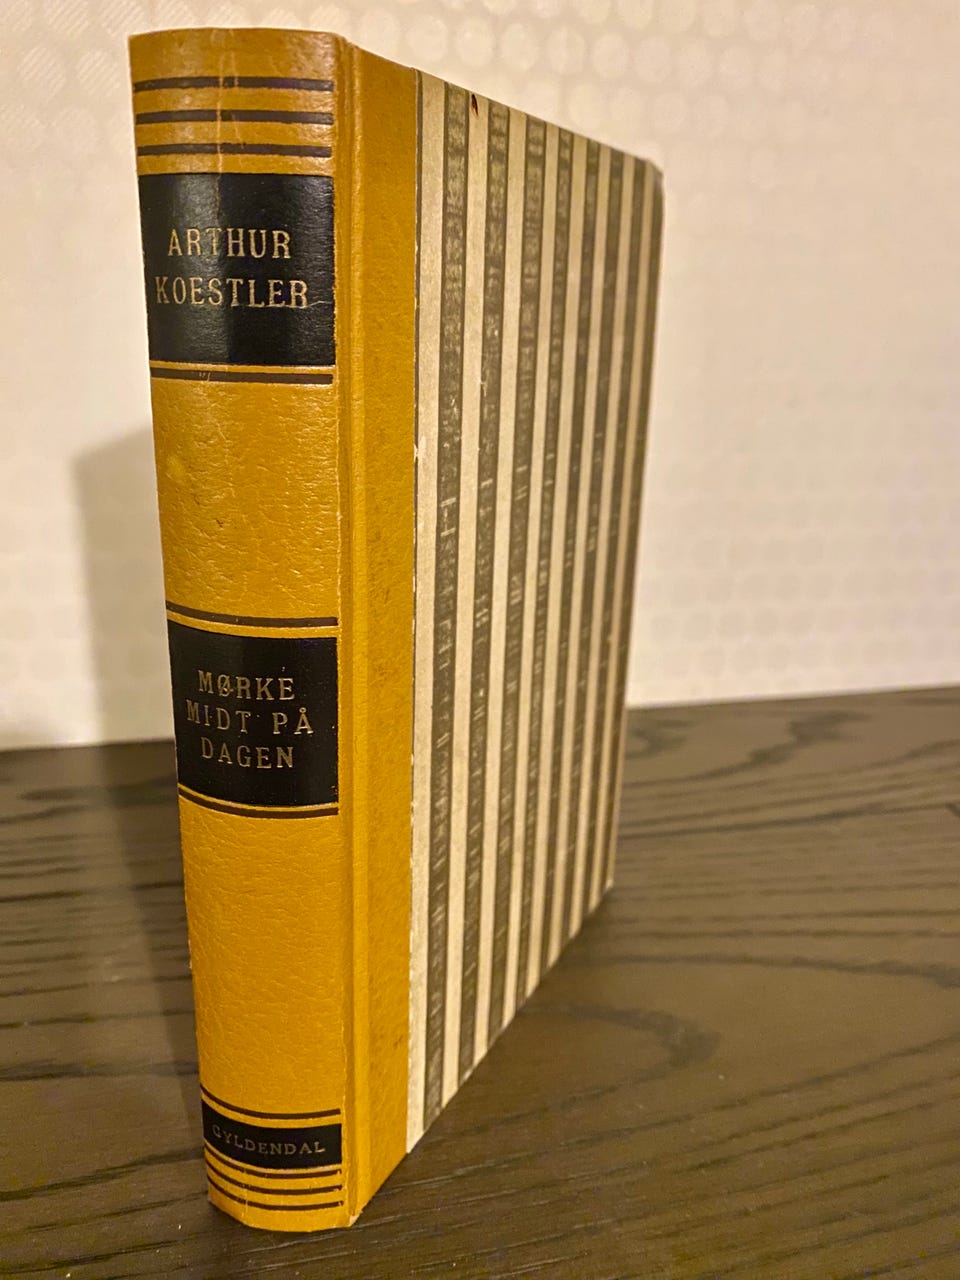 ARTHUR
KOESTLER
MØRKE
MIDT PÅ
DAGEN
GYLDENDAL